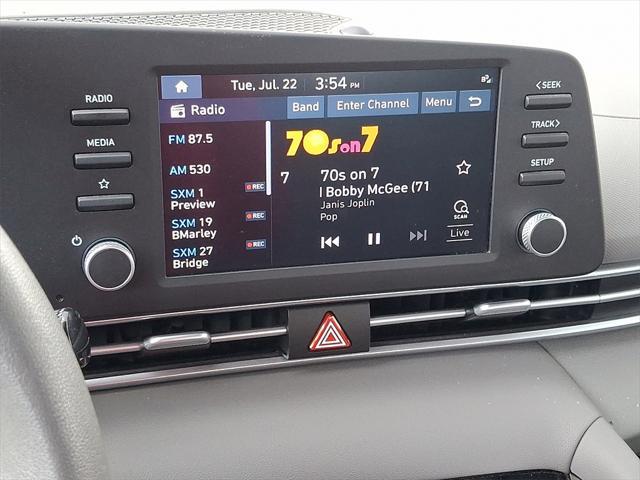 Tue, Jul. 22 3:54 PM
RADIO
MEDIA
Radio Band Enter Channel Menu
FM 87.5
AM 530
SXM 1 REC
Preview
SXM 19 REC
BMarley
SXM 27 REC
Bridge
70s on 7
7 70s on 7
Bobby McGee (71
Janis Joplin
Pop
SCAN
Live
<SEEK
TRACK>
SETUP